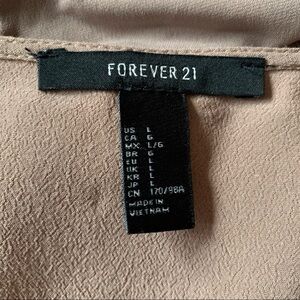 FOREVER 21
US L
CA G
MX L/G
BR G
EU L
UK L
KR L
JP L
CN 170/98A
MADE IN
VIETNAM